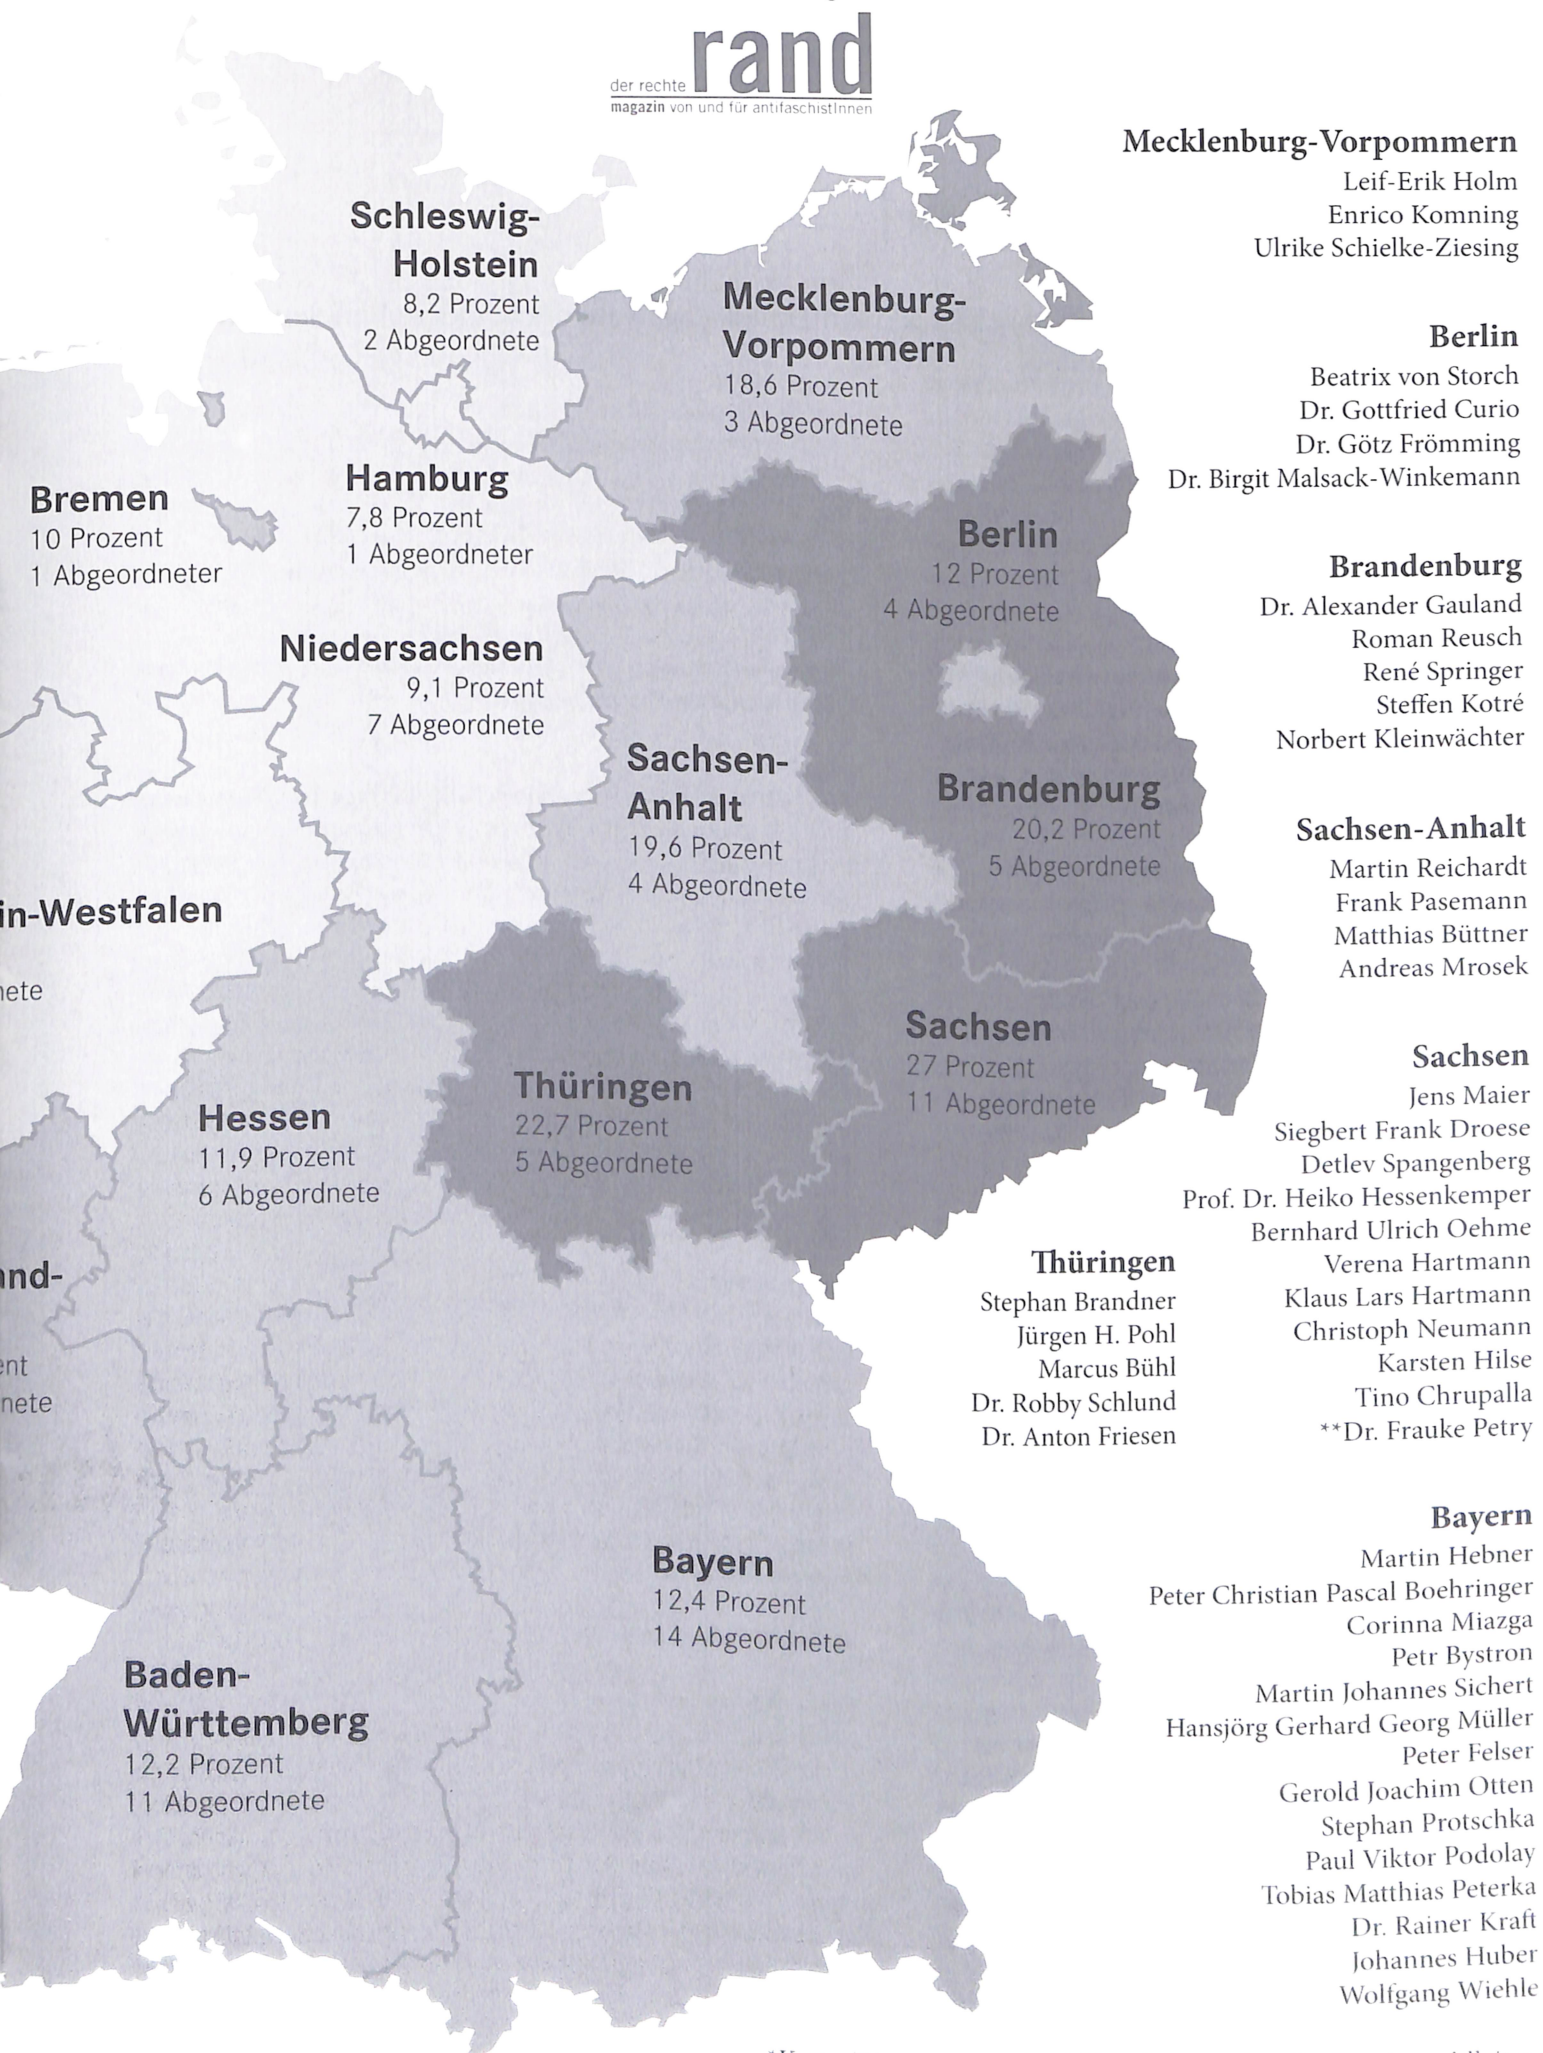 der rechte rand
magazin von und für antifaschistInnen
Schleswig-
Holstein
8,2 Prozent
2 Abgeordnete
Mecklenburg-
Vorpommern
18,6 Prozent
3 Abgeordnete
Bremen
10 Prozent
1 Abgeordneter
Hamburg
7,8 Prozent
1 Abgeordneter
Berlin
12 Prozent
4 Abgeordnete
Niedersachsen
9,1 Prozent
7 Abgeordnete
Sachsen-
Anhalt
19,6 Prozent
4 Abgeordnete
Brandenburg
20,2 Prozent
5 Abgeordnete
in-Westfalen
nete
Sachsen
27 Prozent
11 Abgeordnete
Thüringen
22,7 Prozent
5 Abgeordnete
Hessen
11,9 Prozent
6 Abgeordnete
and-
ent
nete
Bayern
12,4 Prozent
14 Abgeordnete
Baden-
Württemberg
12,2 Prozent
11 Abgeordnete
Mecklenburg-Vorpommern
Leif-Erik Holm
Enrico Komning
Ulrike Schielke-Ziesing
Berlin
Beatrix von Storch
Dr. Gottfried Curio
Dr. Götz Frömming
Dr. Birgit Malsack-Winkemann
Brandenburg
Dr. Alexander Gauland
Roman Reusch
René Springer
Steffen Kotré
Norbert Kleinwächter
Sachsen-Anhalt
Martin Reichardt
Frank Pasemann
Matthias Büttner
Andreas Mrosek
Sachsen
Jens Maier
Siegbert Frank Droese
Detlev Spangenberg
Prof. Dr. Heiko Hessenkemper
Bernhard Ulrich Oehme
Verena Hartmann
Klaus Lars Hartmann
Christoph Neumann
Karsten Hilse
Tino Chrupalla
**Dr. Frauke Petry
Thüringen
Stephan Brandner
Jürgen H. Pohl
Marcus Bühl
Dr. Robby Schlund
Dr. Anton Friesen
Bayern
Martin Hebner
Peter Christian Pascal Boehringer
Corinna Miazga
Petr Bystron
Martin Johannes Sichert
Hansjörg Gerhard Georg Müller
Peter Felser
Gerold Joachim Otten
Stephan Protschka
Paul Viktor Podolay
Tobias Matthias Peterka
Dr. Rainer Kraft
Johannes Huber
Wolfgang Wiehle